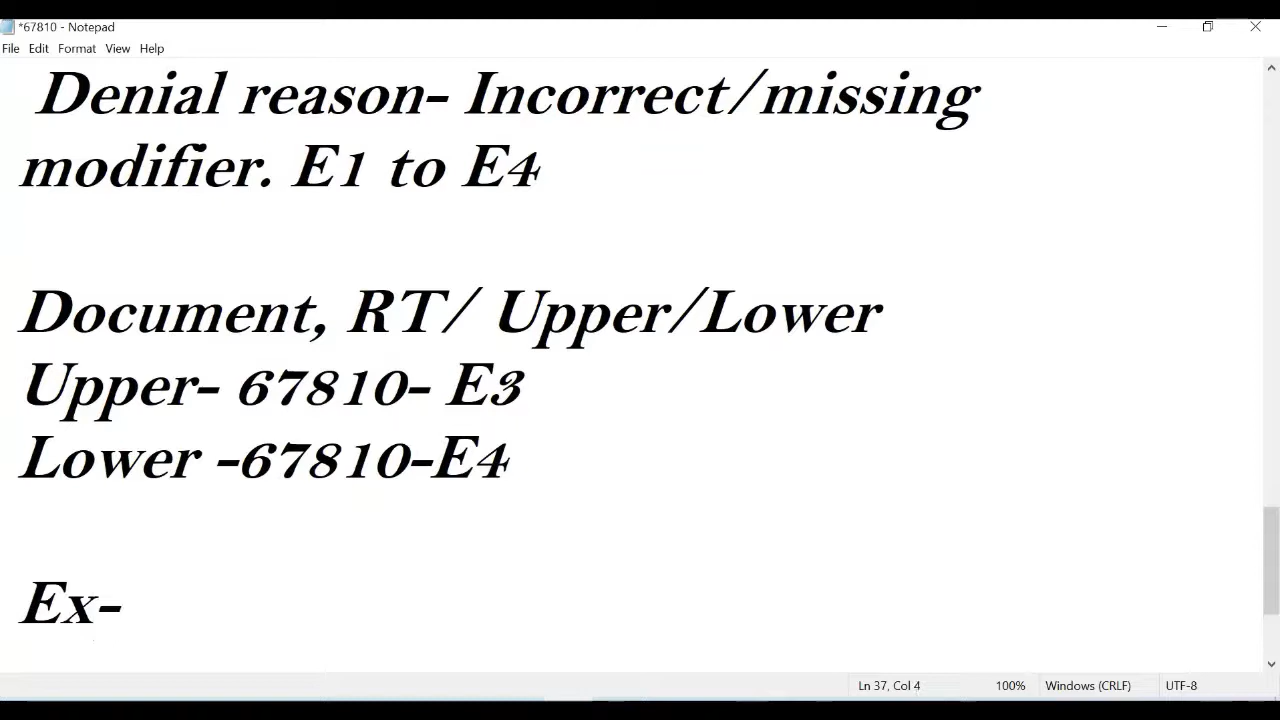 *67810 - Notepad
File Edit Format View Help
Denial reason- Incorrect/missing
modifier. E1 to E4
Document, RT/ Upper/Lower
Upper- 67810- E3
Lower -67810-E4
Ex-
Ln 37, Col 4 100% Windows (CRLF) UTF-8